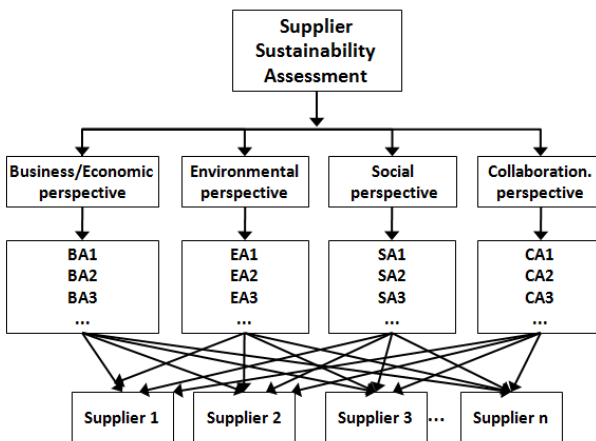 Supplier
Sustainability
Assessment
Business/Economic
perspective
Environmental
perspective
Social
perspective
Collaboration.
perspective
BA1
BA2
BA3
...
EA1
EA2
EA3
...
SA1
SA2
SA3
...
CA1
CA2
CA3
...
Supplier 1
Supplier 2
Supplier 3
...
Supplier n